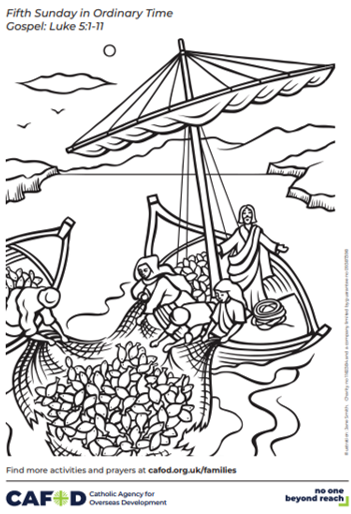 Fifth Sunday in Ordinary Time
Gospel: Luke 5:1-11
Find more activities and prayers at cafod.org.uk/families
CAFOD
Catholic Agency for
Overseas Development
no one
beyond reach